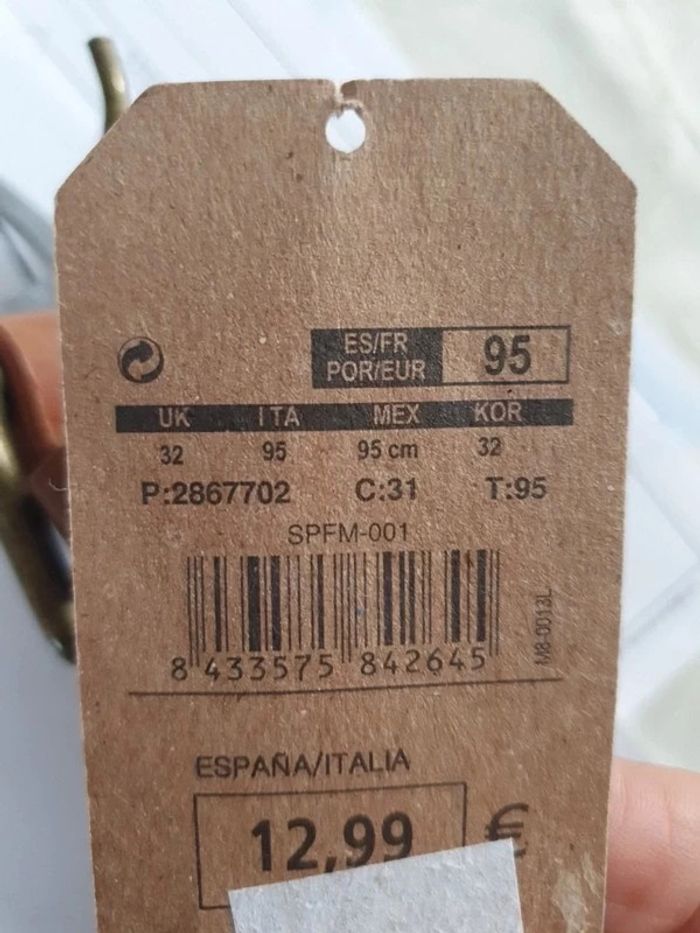 ES/FR
POR/EUR
95
UK ITA MEX KOR
32 95 95 cm 32
P:2867702 C:31 T:95
SPFM-001
8 433575 842645
M8-0013L
ESPAÑA/ITALIA
12,99 €